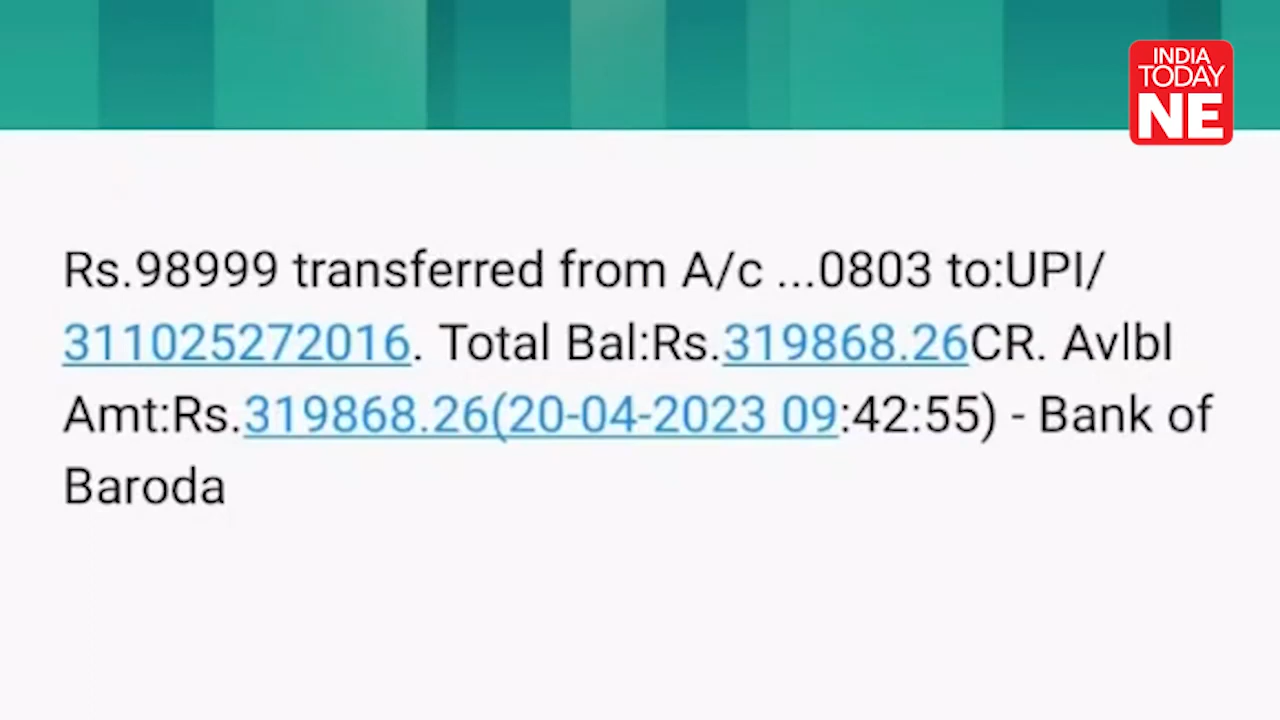 INDIA
TODAY
NE
Rs.98999 transferred from A/c ...0803 to:UPI/
311025272016. Total Bal:Rs.319868.26CR. Avlbl
Amt:Rs.319868.26(20-04-2023 09:42:55) - Bank of
Baroda